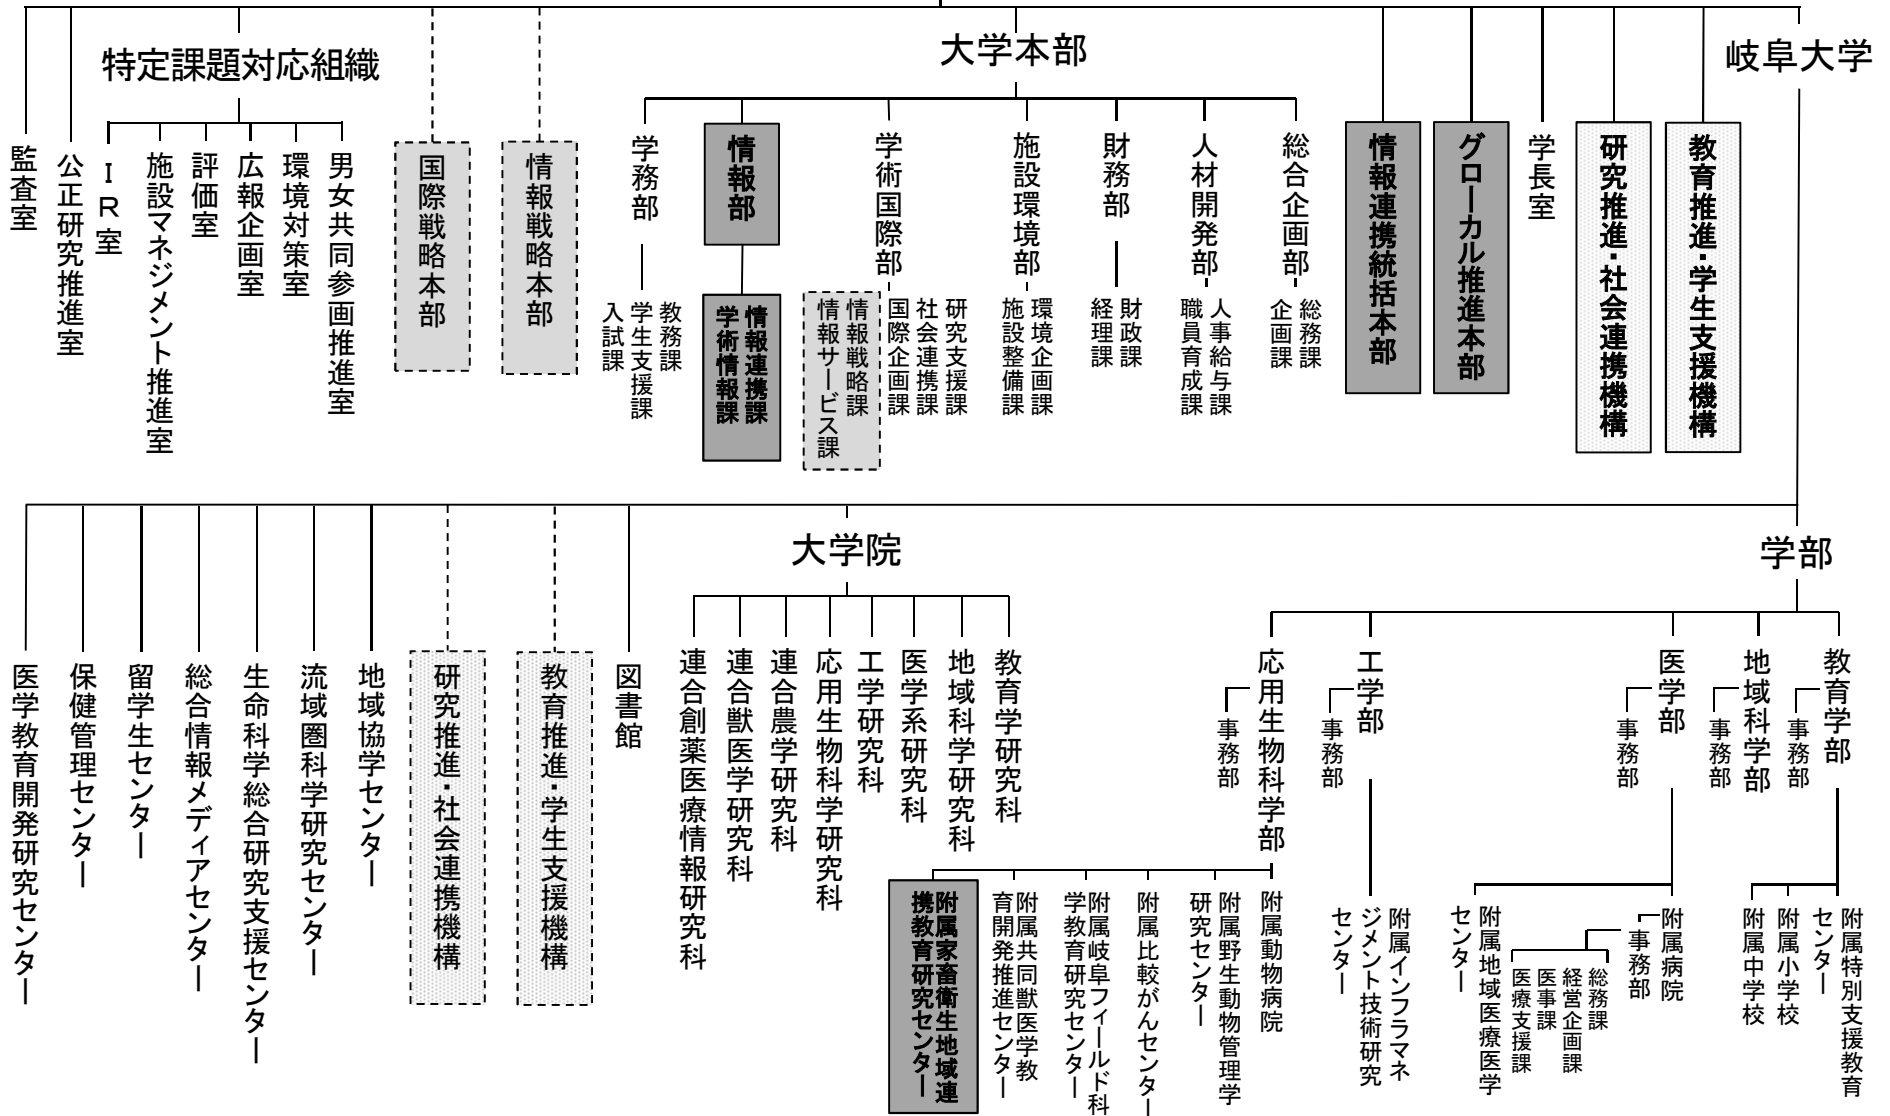 岐阜大学
教育推進・学生支援機構
研究推進・社会連携機構
学長室
グローカル推進本部
情報連携統括本部
大学本部
総合企画部
総務課
企画課
人材開発部
人事給与課
職員育成課
財務部
財政課
経理課
施設環境部
環境企画課
施設整備課
学術国際部
研究支援課
社会連携課
国際企画課
情報戦略課
情報サービス課
情報部
情報連携課
学術情報課
学務部
教務課
学生支援課
入試課
情報戦略本部
国際戦略本部
特定課題対応組織
男女共同参画推進室
環境対策室
広報企画室
評価室
施設マネジメント推進室
IR室
公正研究推進室
監査室
学部
教育学部
事務部
附属特別支援教育
センター
附属小学校
附属中学校
地域科学部
事務部
医学部
事務部
附属病院
事務部
総務課
経営企画課
医事課
医療支援課
附属地域医療医学
センター
工学部
事務部
附属インフラマネ
ジメント技術研究
センター
応用生物科学部
事務部
附属動物病院
附属野生動物管理学
研究センター
附属比較がんセンター
附属岐阜フィールド科
学教育研究センター
附属共同獣医学教
育開発推進センター
附属家畜衛生地域連
携教育研究センター
大学院
教育学研究科
地域科学研究科
医学系研究科
工学研究科
応用生物科学研究科
連合農学研究科
連合獣医学研究科
連合創薬医療情報研究科
図書館
教育推進・学生支援機構
研究推進・社会連携機構
地域協学センター
流域圏科学研究センター
生命科学総合研究支援センター
総合情報メディアセンター
留学生センター
保健管理センター
医学教育開発研究センター